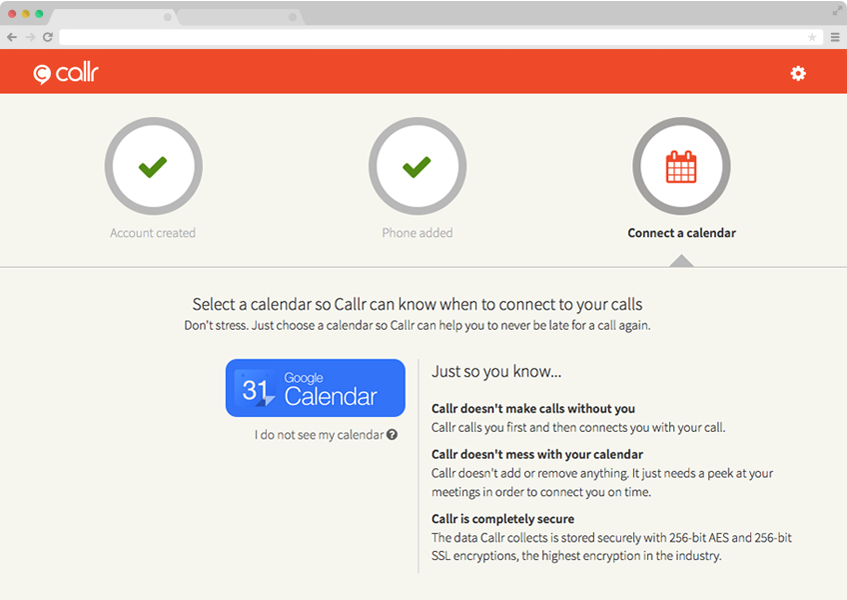 callr
Account created
Phone added
Connect a calendar
Select a calendar so Callr can know when to connect to your calls
Don't stress. Just choose a calendar so Callr can help you to never be late for a call again.
31
Google
Calendar
I do not see my calendar ?
Just so you know...
Callr doesn't make calls without you
Callr calls you first and then connects you with your call.
Callr doesn't mess with your calendar
Callr doesn't add or remove anything. It just needs a peek at your
meetings in order to connect you on time.
Callr is completely secure
The data Callr collects is stored securely with 256-bit AES and 256-bit
SSL encryptions, the highest encryption in the industry.